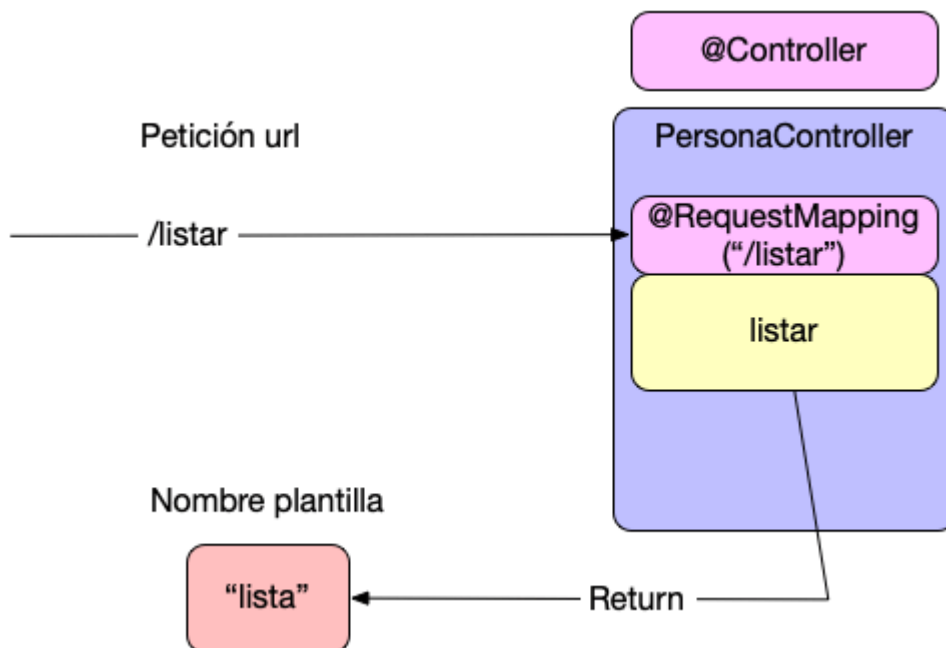 @Controller
Petición url
PersonaController
/listar
@RequestMapping
(“/listar”)
listar
Nombre plantilla
“lista”
Return